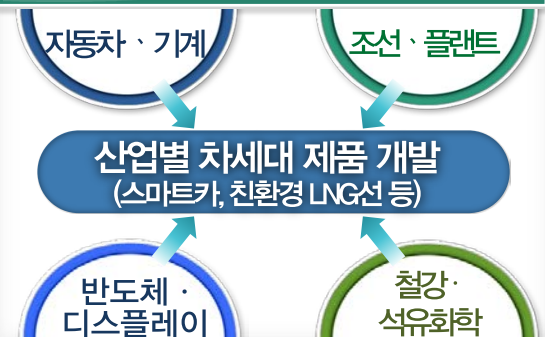 자동차 · 기계
조선 · 플랜트
산업별 차세대 제품 개발
(스마트카, 친환경 LNG선 등)
반도체 ·
디스플레이
철강 ·
석유화학